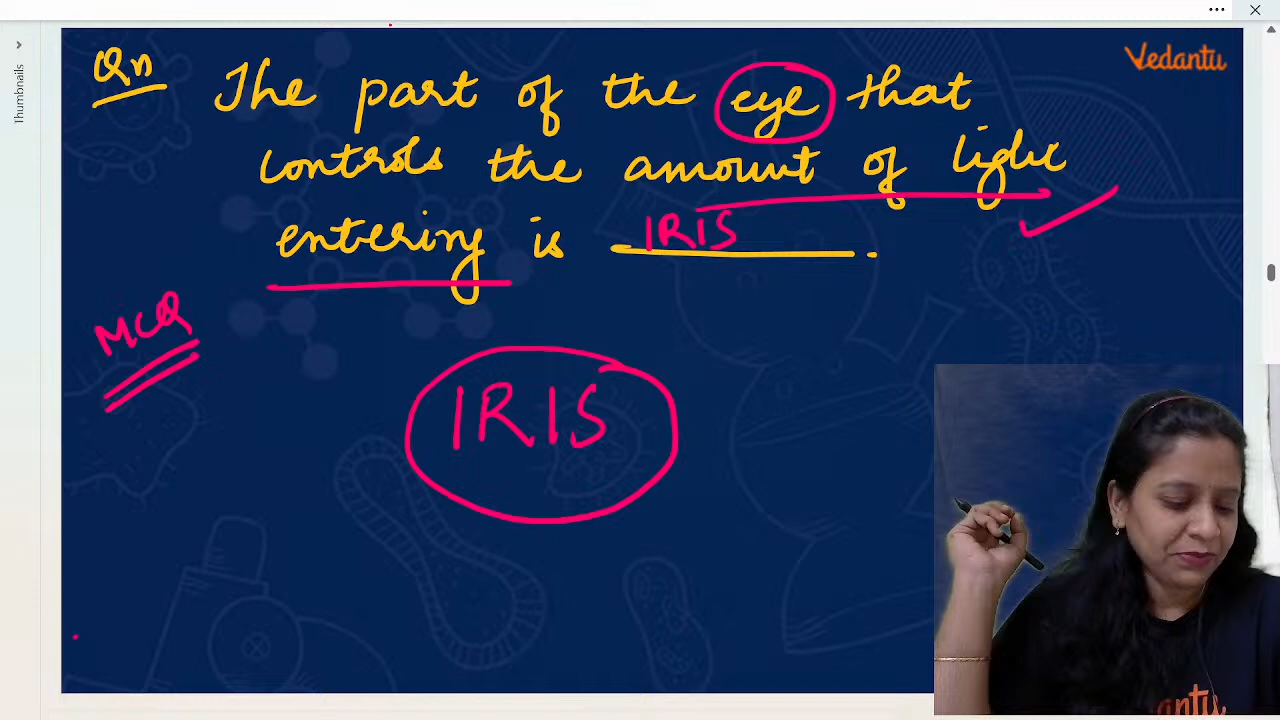 Thumbnails
Vedantu
Qn The part of the eye that
controls the amount of light
entering is IRIS.
MCQ
IRIS
antu